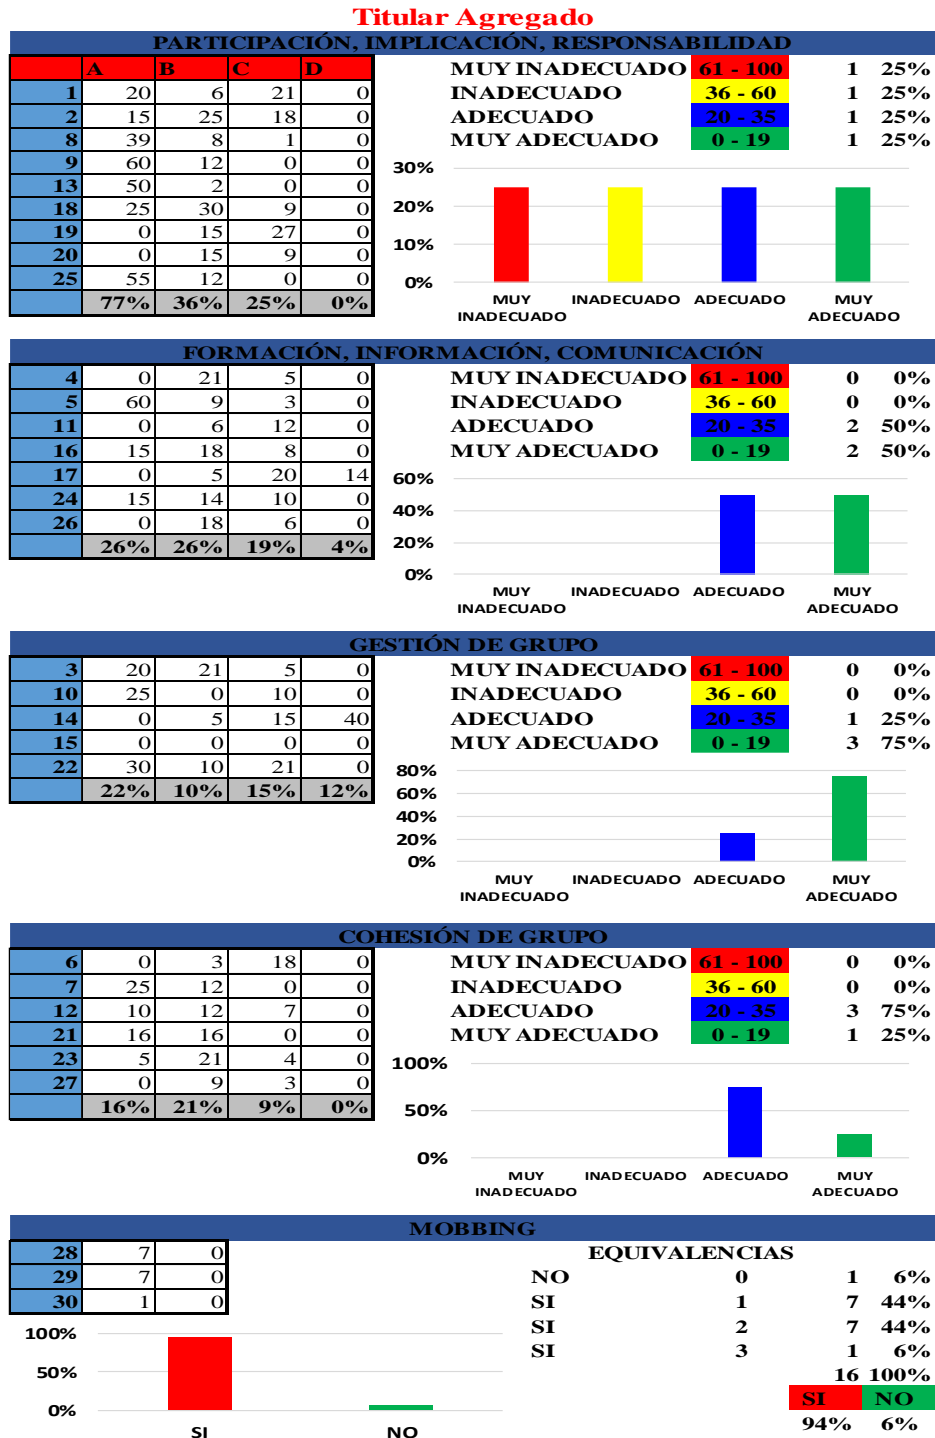 Titular Agregado
PARTICIPACIÓN, IMPLICACIÓN, RESPONSABILIDAD
A B C D
1 20 6 21 0
2 15 25 18 0
8 39 8 1 0
9 60 12 0 0
13 50 2 0 0
18 25 30 9 0
19 0 15 27 0
20 0 15 9 0
25 55 12 0 0
77% 36% 25% 0%
MUY INADECUADO 61 - 100 1 25%
INADECUADO 36 - 60 1 25%
ADECUADO 20 - 35 1 25%
MUY ADECUADO 0 - 19 1 25%
30%
20%
10%
0%
MUY INADECUADO ADECUADO MUY
INADECUADO ADECUADO
FORMACIÓN, INFORMACIÓN, COMUNICACIÓN
4 0 21 5 0
5 60 9 3 0
11 0 6 12 0
16 15 18 8 0
17 0 5 20 14
24 15 14 10 0
26 0 18 6 0
26% 26% 19% 4%
MUY INADECUADO 61 - 100 0 0%
INADECUADO 36 - 60 0 0%
ADECUADO 20 - 35 2 50%
MUY ADECUADO 0 - 19 2 50%
60%
40%
20%
0%
MUY INADECUADO ADECUADO MUY
INADECUADO ADECUADO
GESTIÓN DE GRUPO
3 20 21 5 0
10 25 0 10 0
14 0 5 15 40
15 0 0 0 0
22 30 10 21 0
22% 10% 15% 12%
MUY INADECUADO 61 - 100 0 0%
INADECUADO 36 - 60 0 0%
ADECUADO 20 - 35 1 25%
MUY ADECUADO 0 - 19 3 75%
80%
60%
40%
20%
0%
MUY INADECUADO ADECUADO MUY
INADECUADO ADECUADO
COHESIÓN DE GRUPO
6 0 3 18 0
7 25 12 0 0
12 10 12 7 0
21 16 16 0 0
23 5 21 4 0
27 0 9 3 0
16% 21% 9% 0%
MUY INADECUADO 61 - 100 0 0%
INADECUADO 36 - 60 0 0%
ADECUADO 20 - 35 3 75%
MUY ADECUADO 0 - 19 1 25%
100%
50%
0%
MUY INADECUADO ADECUADO MUY
INADECUADO ADECUADO
MOBBING
28 7 0
29 7 0
30 1 0
EQUIVALENCIAS
NO 0 1 6%
SI 1 7 44%
SI 2 7 44%
SI 3 1 6%
16 100%
SI NO
94% 6%
100%
50%
0%
SI NO